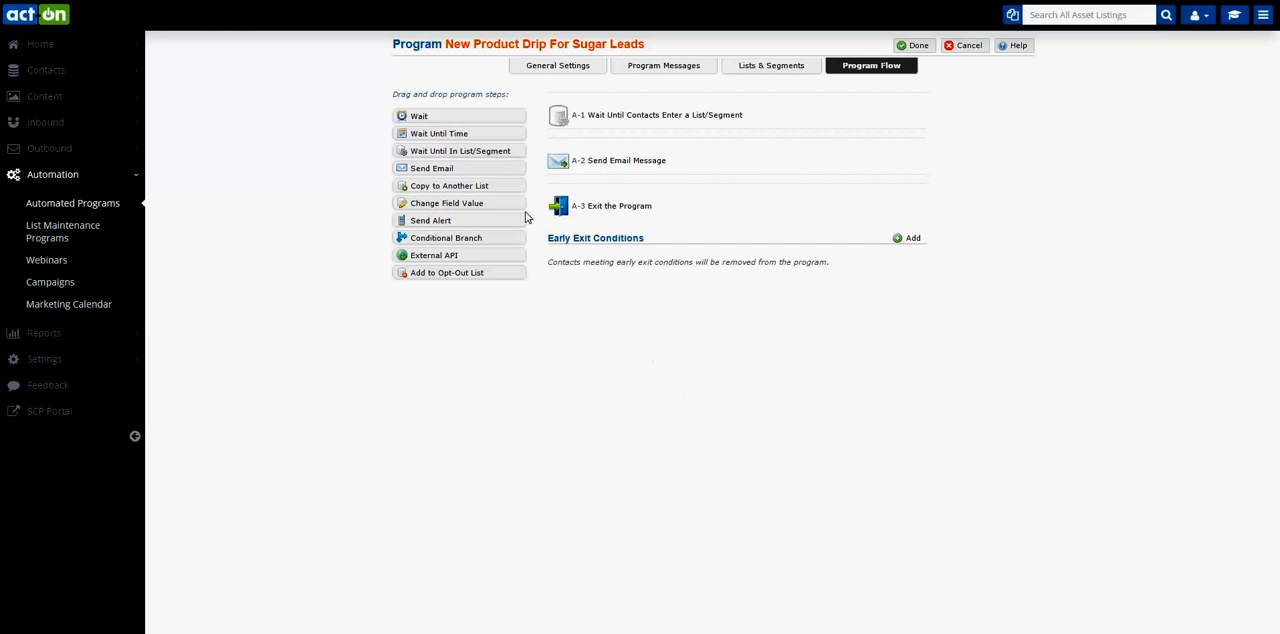 act-on
Search All Asset Listings
Home
Contacts
Content
Inbound
Outbound
Automation
Automated Programs
List Maintenance
Programs
Webinars
Campaigns
Marketing Calendar
Reports
Settings
Feedback
SCP Portal
Program New Product Drip For Sugar Leads
Done Cancel Help
General Settings Program Messages Lists & Segments Program Flow
Drag and drop program steps:
Wait
Wait Until Time
Wait Until In List/Segment
Send Email
Copy to Another List
Change Field Value
Send Alert
Conditional Branch
External API
Add to Opt-Out List
A-1 Wait Until Contacts Enter a List/Segment
A-2 Send Email Message
A-3 Exit the Program
Early Exit Conditions Add
Contacts meeting early exit conditions will be removed from the program.